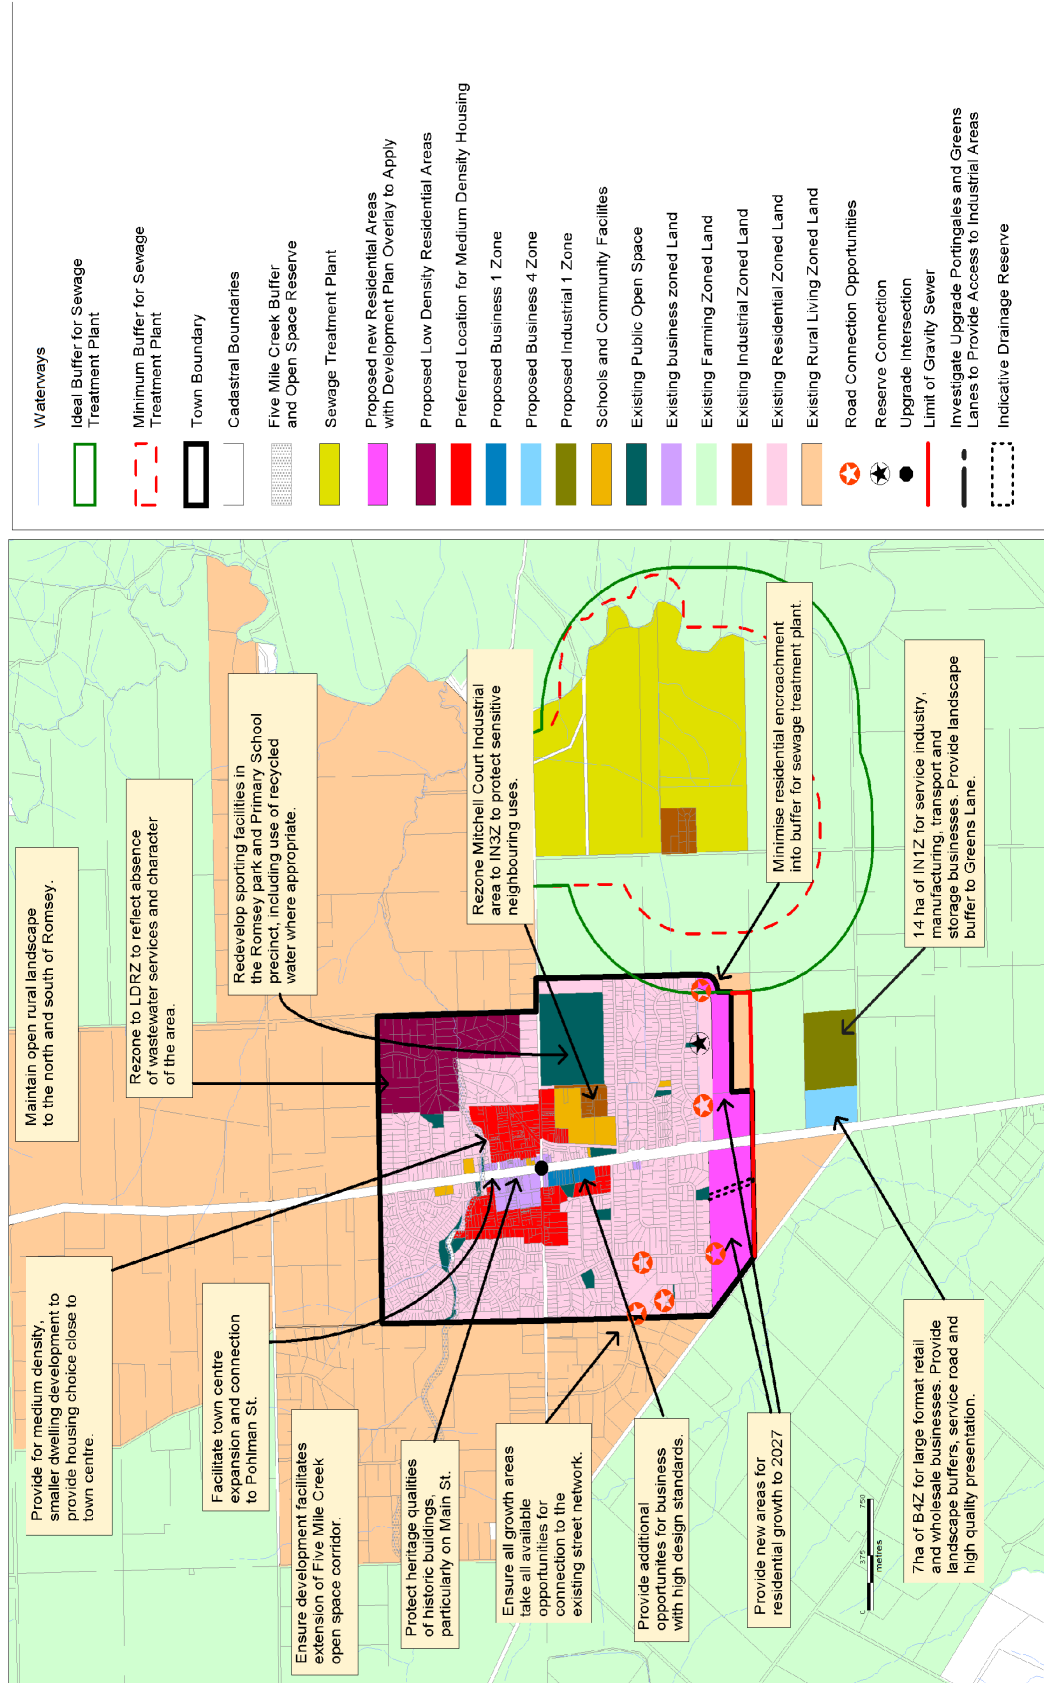 Maintain open rural landscape
to the north and south of Romsey.
Rezone to LDRZ to reflect absence
of wastewater services and character
of the area.
Redevelop sporting facilities in
the Romsey park and Primary School
precinct, including use of recycled
water where appropriate.
Rezone Mitchell Court Industrial
area to IN3Z to protect sensitive
neighbouring uses.
Minimise residential encroachment
into buffer for sewage treatment plant.
14 ha of IN1Z for service industry,
manufacturing, transport and
storage businesses. Provide landscape
buffer to Greens Lane.
Provide for medium density,
smaller dwelling development to
provide housing choice close to
town centre.
Facilitate town centre
expansion and connection
to Pohlman St.
Ensure development facilitates
extension of Five Mile Creek
open space corridor.
Protect heritage qualities
of historic buildings,
particularly on Main St.
Ensure all growth areas
take all available
opportunities for
connection to the
existing street network.
Provide additional
opportunites for business
with high design standards.
Provide new areas for
residential growth to 2027
7ha of B4Z for large format retail
and wholesale businesses. Provide
landscape buffers, service road and
high quality presentation.
0 375 750
metres
Waterways
Ideal Buffer for Sewage
Treatment Plant
Minimum Buffer for Sewage
Treatment Plant
Town Boundary
Cadastral Boundaries
Five Mile Creek Buffer
and Open Space Reserve
Sewage Treatment Plant
Proposed new Residential Areas
with Development Plan Overlay to Apply
Proposed Low Density Residential Areas
Preferred Location for Medium Density Housing
Proposed Business 1 Zone
Proposed Business 4 Zone
Proposed Industrial 1 Zone
Schools and Community Facilites
Existing Public Open Space
Existing business zoned Land
Existing Farming Zoned Land
Existing Industrial Zoned Land
Existing Residential Zoned Land
Existing Rural Living Zoned Land
Road Connection Opportunities
Reserve Connection
Upgrade Intersection
Limit of Gravity Sewer
Investigate Upgrade Portingales and Greens
Lanes to Provide Access to Industrial Areas
Indicative Drainage Reserve